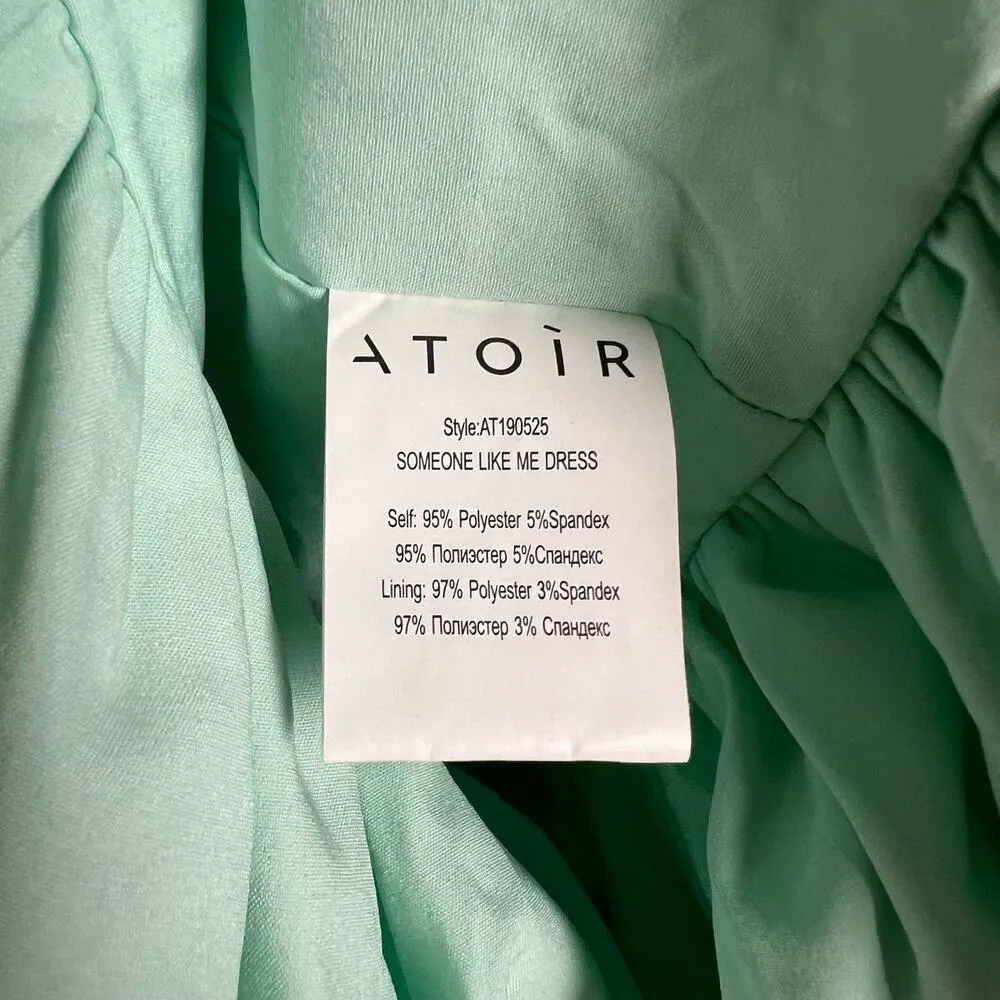 ATOÌR
Style:AT190525
SOMEONE LIKE ME DRESS
Self: 95% Polyester 5%Spandex
95% Полиэстер 5%Спандекс
Lining: 97% Polyester 3%Spandex
97% Полиэстер 3% Спандекс